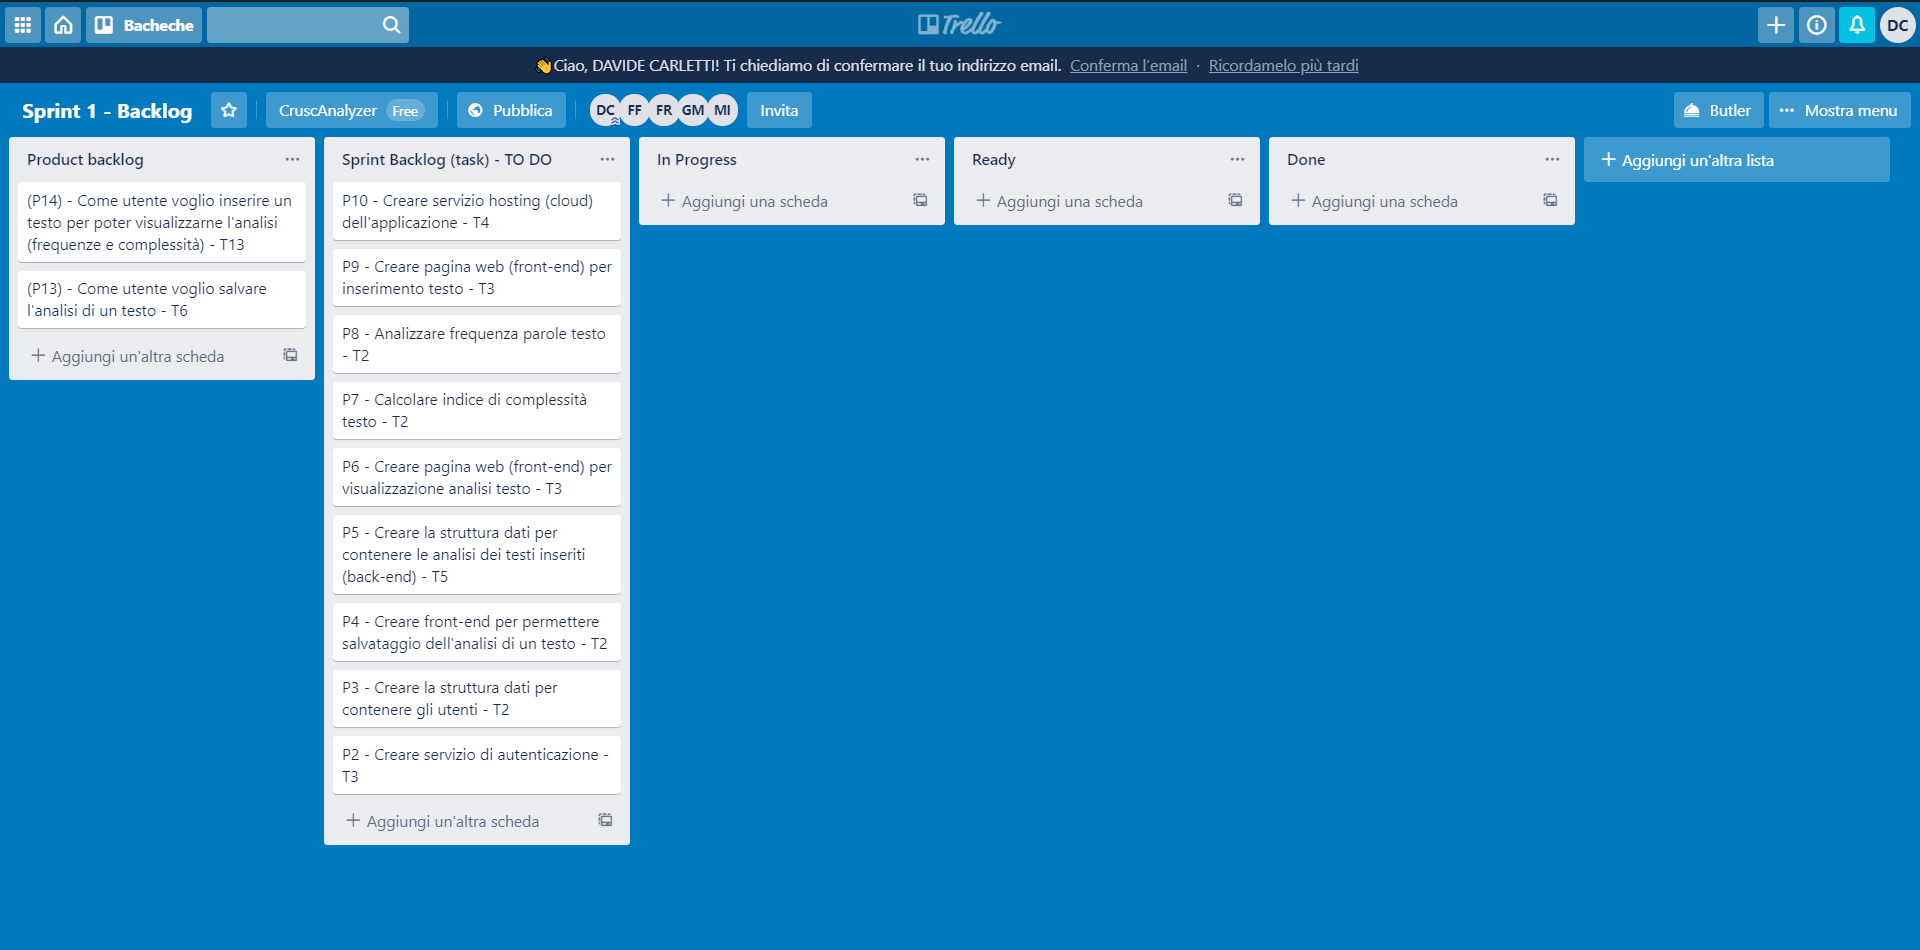 Bacheche
Trello
DC
Ciao, DAVIDE CARLETTI! Ti chiediamo di confermare il tuo indirizzo email. Conferma l'email · Ricordamelo più tardi
Sprint 1 - Backlog
CruscAnalyzer Free
Pubblica
DC FF FR GM MI
Invita
Butler
Mostra menu
Product backlog
(P14) - Come utente voglio inserire un
testo per poter visualizzarne l'analisi
(frequenze e complessità) - T13
(P13) - Come utente voglio salvare
l'analisi di un testo - T6
Aggiungi un'altra scheda
Sprint Backlog (task) - TO DO
P10 - Creare servizio hosting (cloud)
dell'applicazione - T4
P9 - Creare pagina web (front-end) per
inserimento testo - T3
P8 - Analizzare frequenza parole testo
- T2
P7 - Calcolare indice di complessità
testo - T2
P6 - Creare pagina web (front-end) per
visualizzazione analisi testo - T3
P5 - Creare la struttura dati per
contenere le analisi dei testi inseriti
(back-end) - T5
P4 - Creare front-end per permettere
salvataggio dell'analisi di un testo - T2
P3 - Creare la struttura dati per
contenere gli utenti - T2
P2 - Creare servizio di autenticazione -
T3
Aggiungi un'altra scheda
In Progress
Aggiungi una scheda
Ready
Aggiungi una scheda
Done
Aggiungi una scheda
Aggiungi un'altra lista